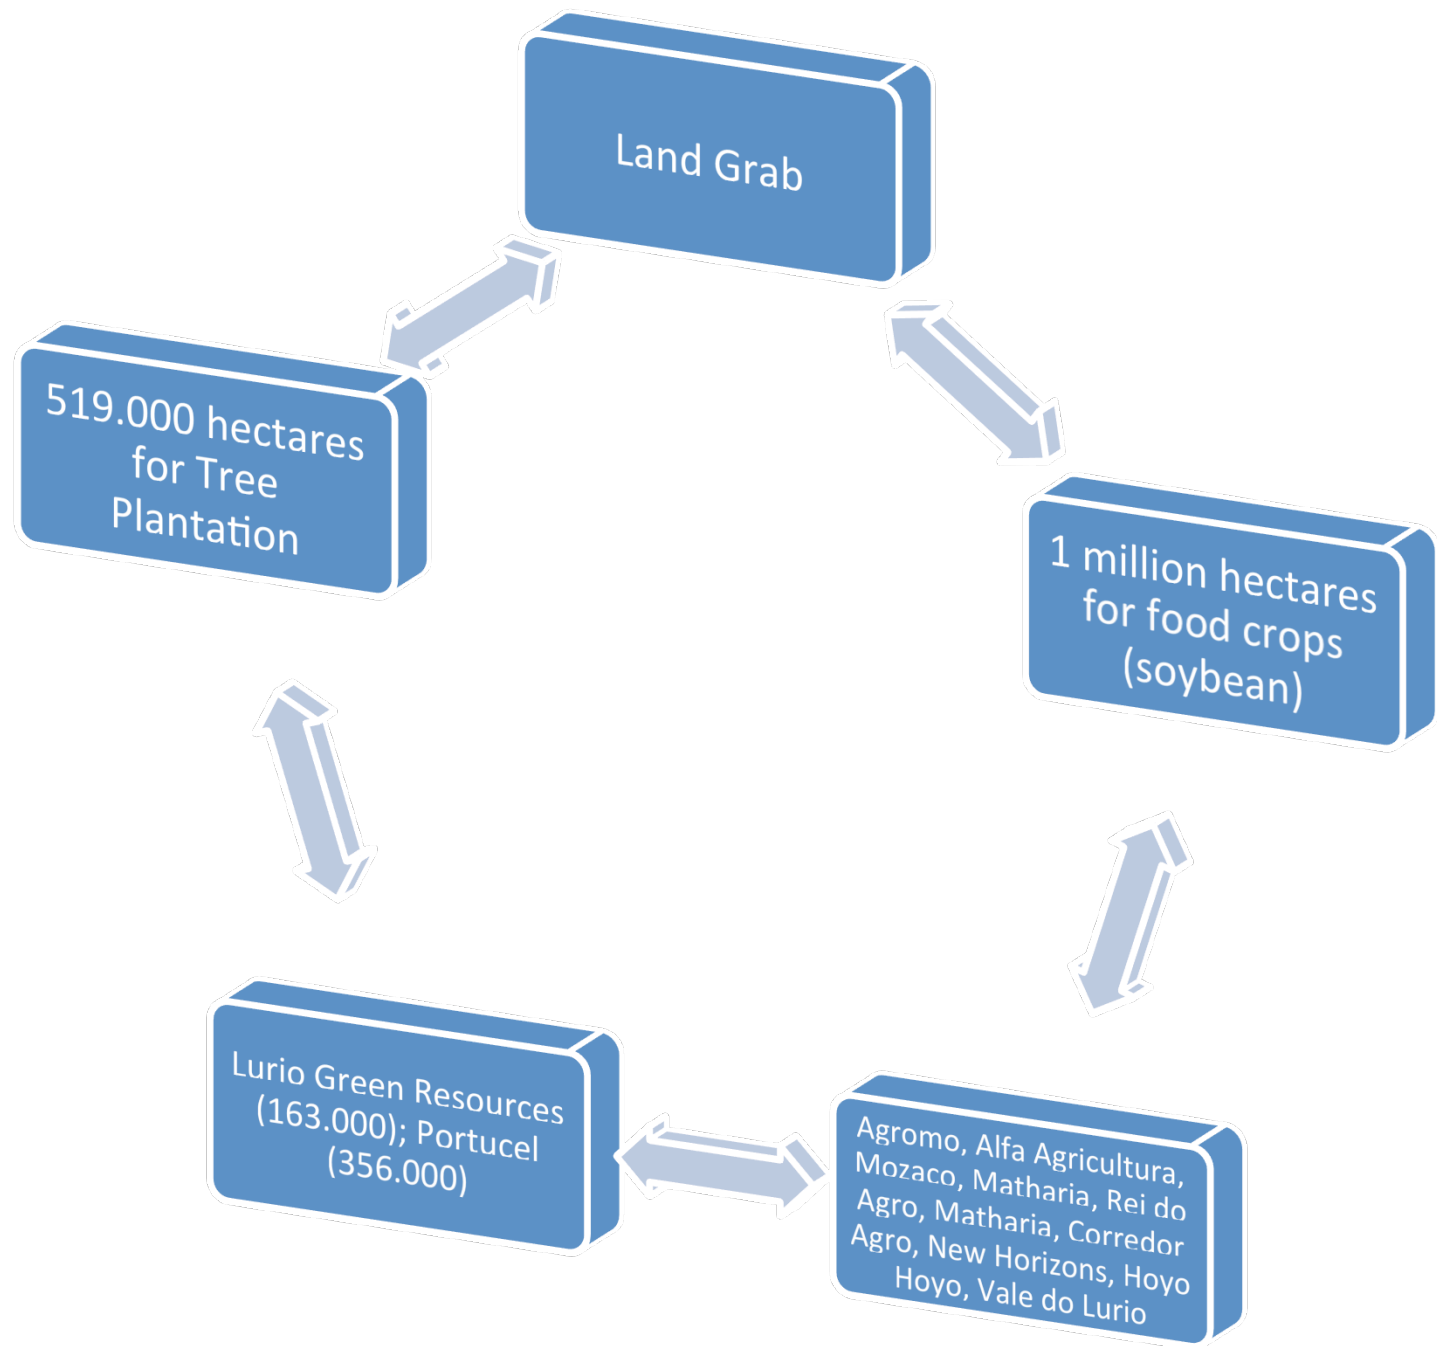 Land Grab
519.000 hectares
for Tree
Plantation
1 million hectares
for food crops
(soybean)
Lurio Green Resources
(163.000); Portucel
(356.000)
Agromo, Alfa Agricultura,
Mozaco, Matharia, Rei do
Agro, Matharia, Corredor
Agro, New Horizons, Hoyo
Hoyo, Vale do Lurio